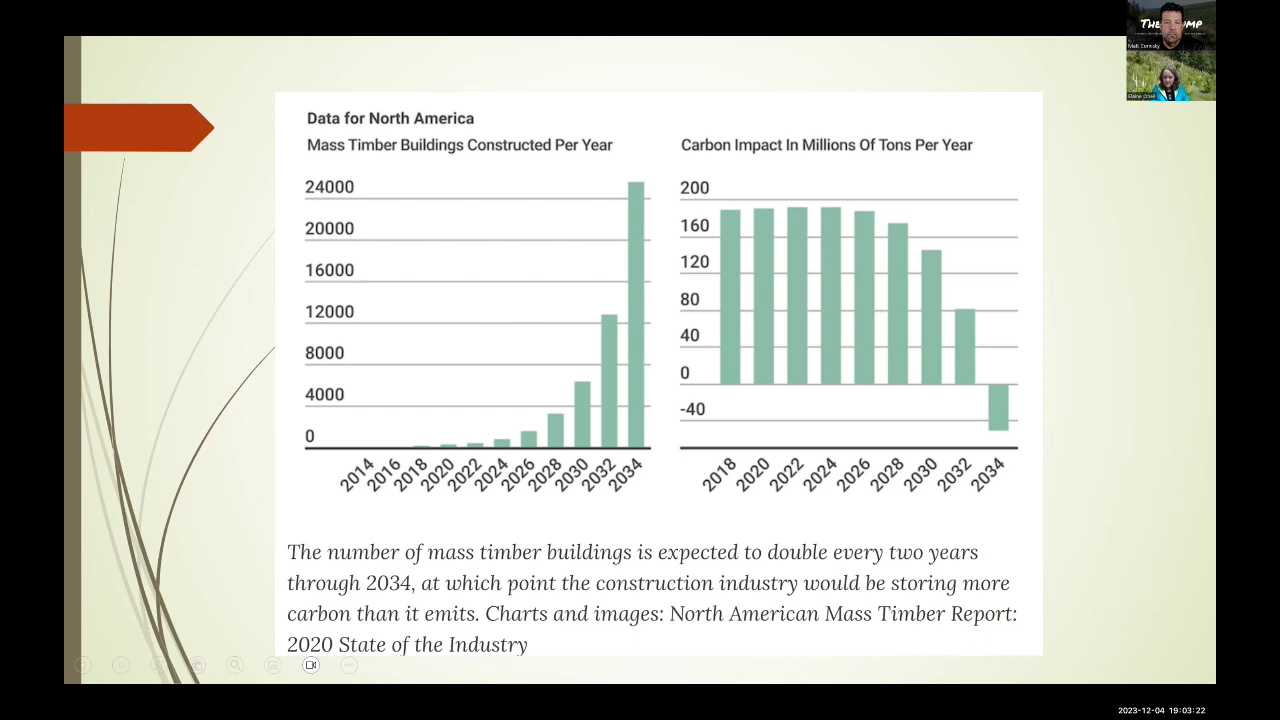 Matt Comisky
Data for North America
Mass Timber Buildings Constructed Per Year
24000
20000
16000
12000
8000
4000
0
2014 2016 2018 2020 2022 2024 2026 2028 2030 2032 2034
Carbon Impact In Millions Of Tons Per Year
200
160
120
80
40
0
-40
2018 2020 2022 2024 2026 2028 2030 2032 2034
The number of mass timber buildings is expected to double every two years
through 2034, at which point the construction industry would be storing more
carbon than it emits. Charts and images: North American Mass Timber Report:
2020 State of the Industry
2023-12-04 19:03:22